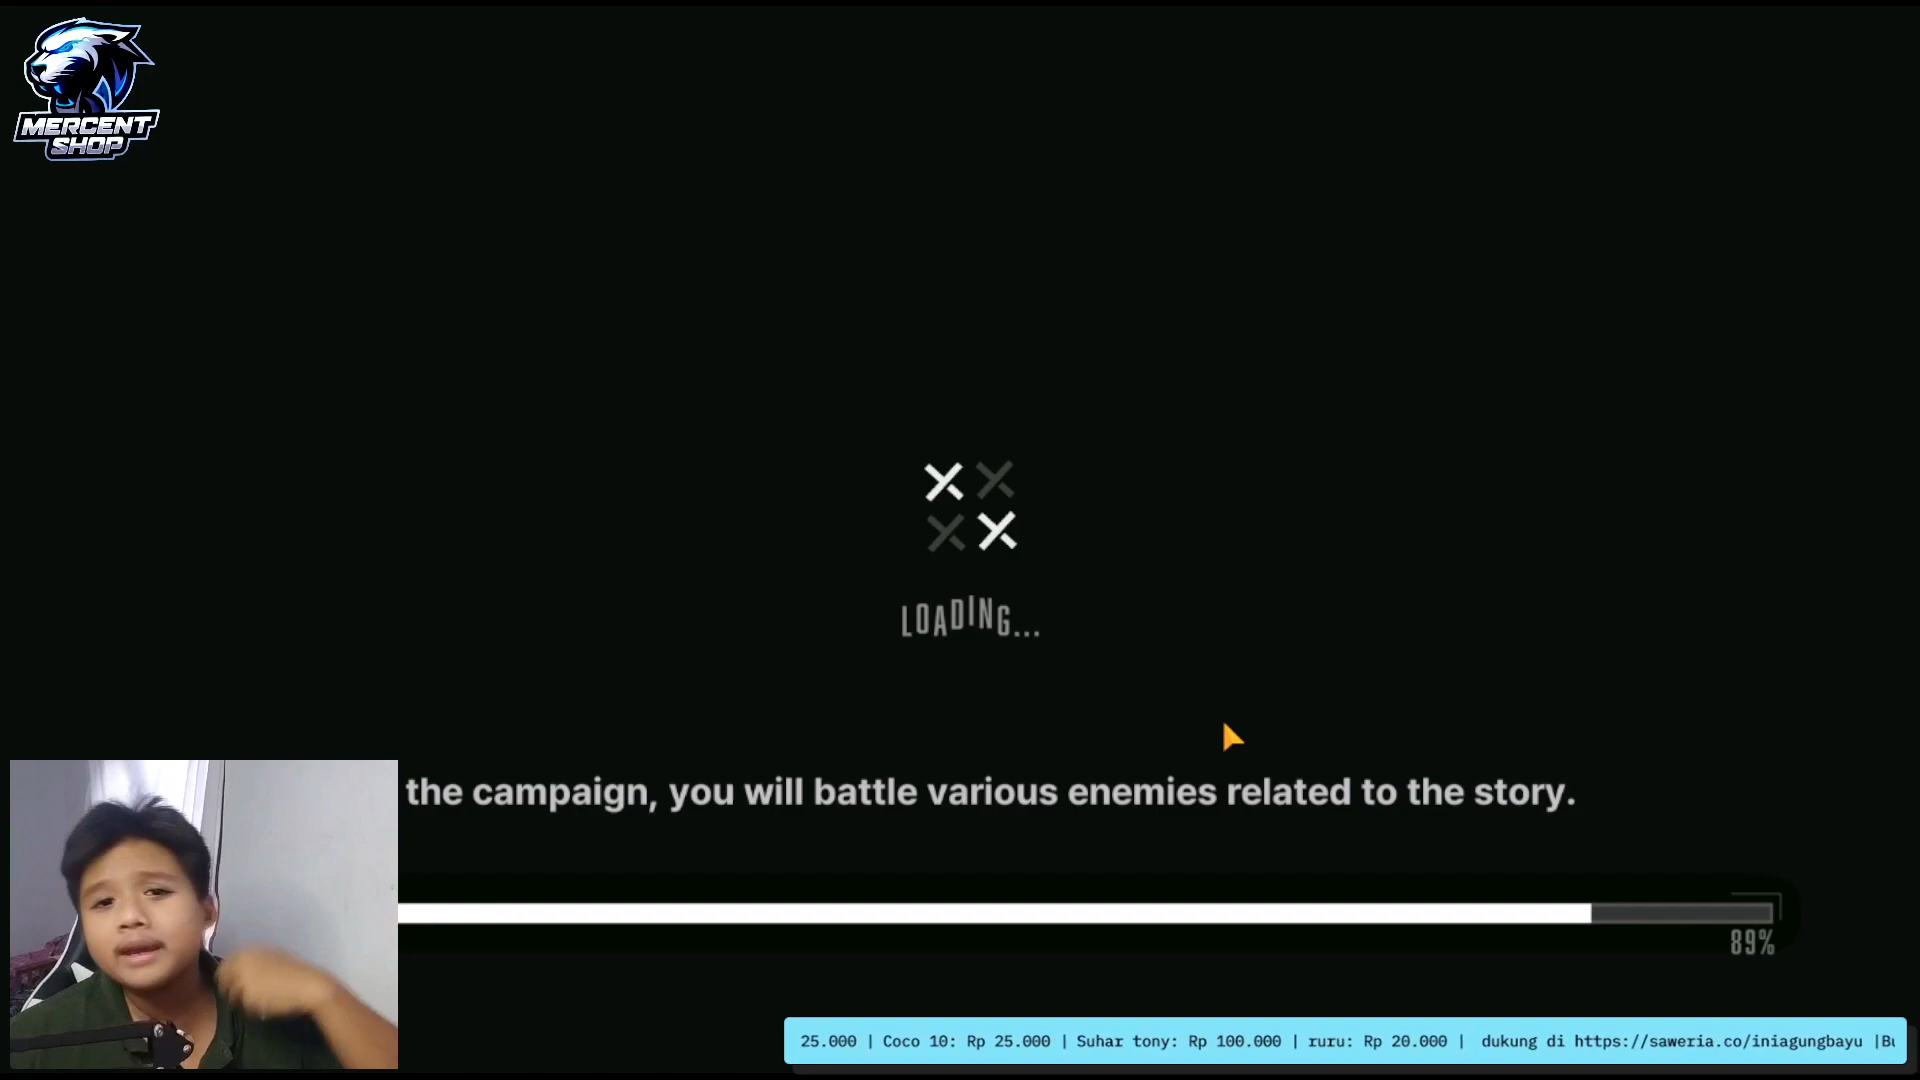 MERCENT
SHOP
LOADING...
the campaign, you will battle various enemies related to the story.
89%
25.000 | Coco 10: Rp 25.000 | Suhar tony: Rp 100.000 | ruru: Rp 20.000 | dukung di https://saweria.co/iniagungbayu |Bu